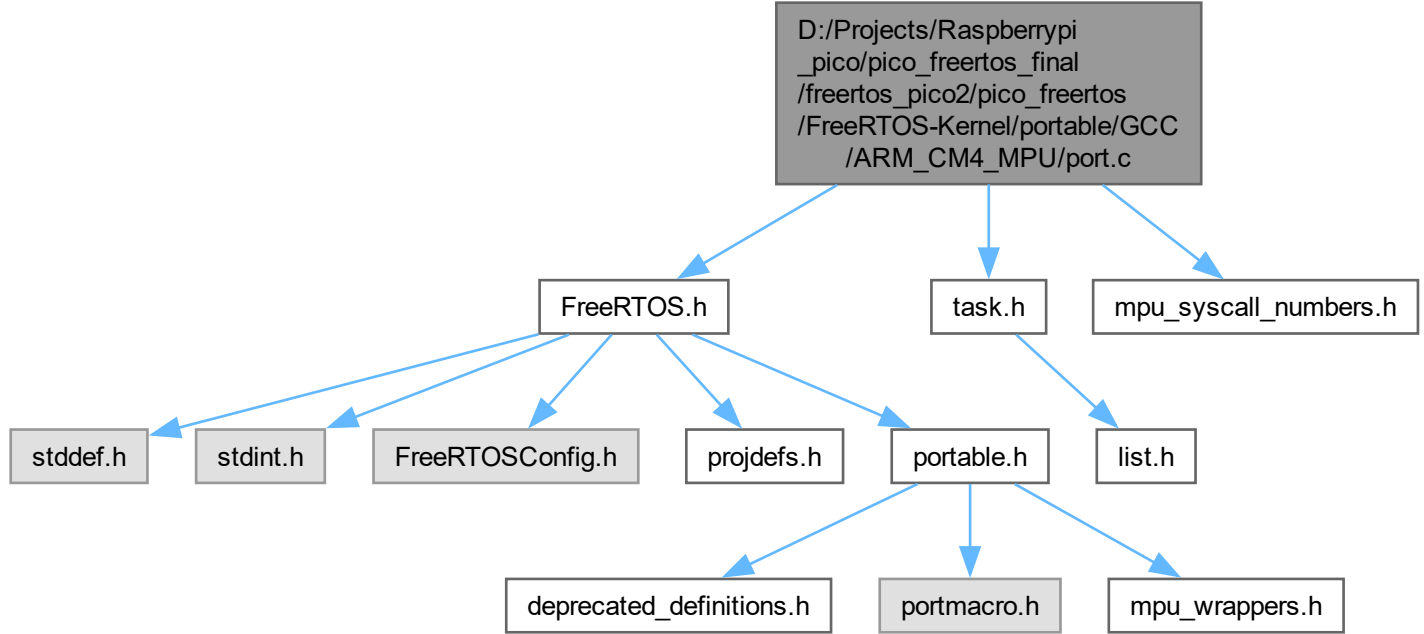 D:/Projects/Raspberrypi
_pico/pico_freertos_final
/freertos_pico2/pico_freertos
/FreeRTOS-Kernel/portable/GCC
/ARM_CM4_MPU/port.c
FreeRTOS.h
task.h
mpu_syscall_numbers.h
stddef.h
stdint.h
FreeRTOSConfig.h
projdefs.h
portable.h
list.h
deprecated_definitions.h
portmacro.h
mpu_wrappers.h